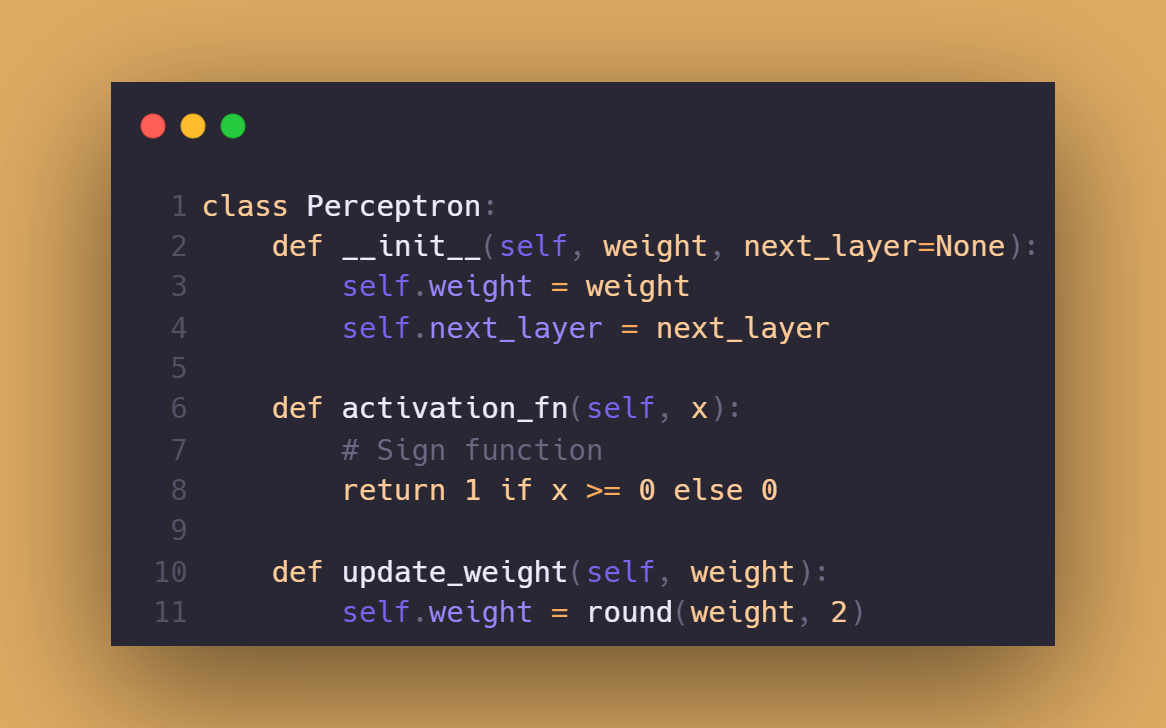 1 class Perceptron:
2     def __init__(self, weight, next_layer=None):
3         self.weight = weight
4         self.next_layer = next_layer
5
6     def activation_fn(self, x):
7         # Sign function
8         return 1 if x >= 0 else 0
9
10     def update_weight(self, weight):
11         self.weight = round(weight, 2)